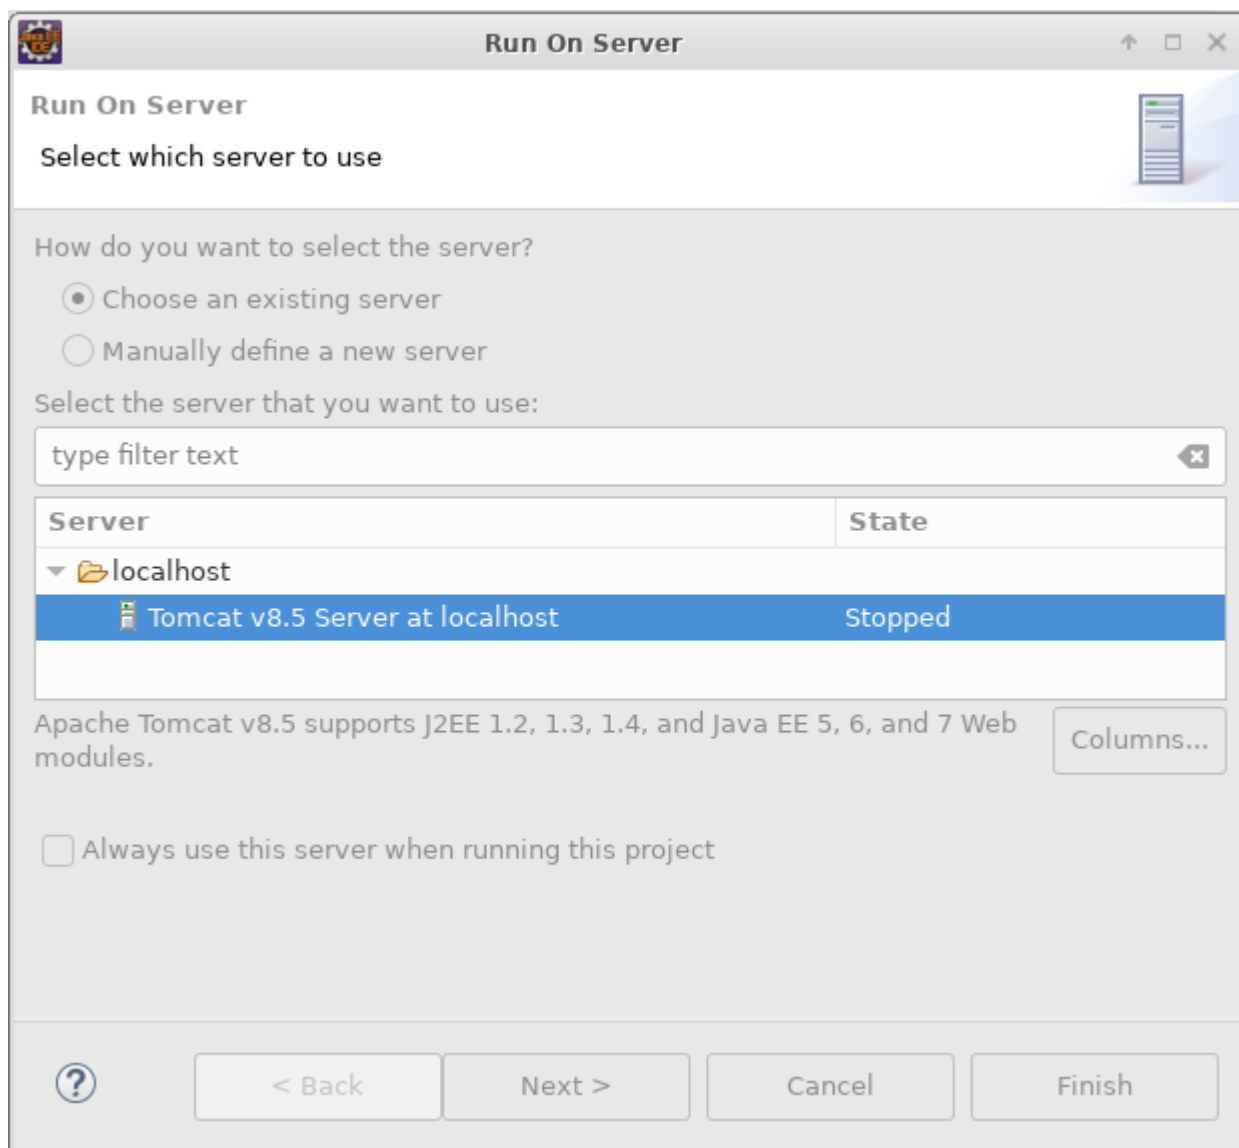 Run On Server
Run On Server
Select which server to use
How do you want to select the server?
Choose an existing server
Manually define a new server
Select the server that you want to use:
type filter text
Server State
localhost
Tomcat v8.5 Server at localhost Stopped
Apache Tomcat v8.5 supports J2EE 1.2, 1.3, 1.4, and Java EE 5, 6, and 7 Web
modules.
Columns...
Always use this server when running this project
? < Back Next > Cancel Finish